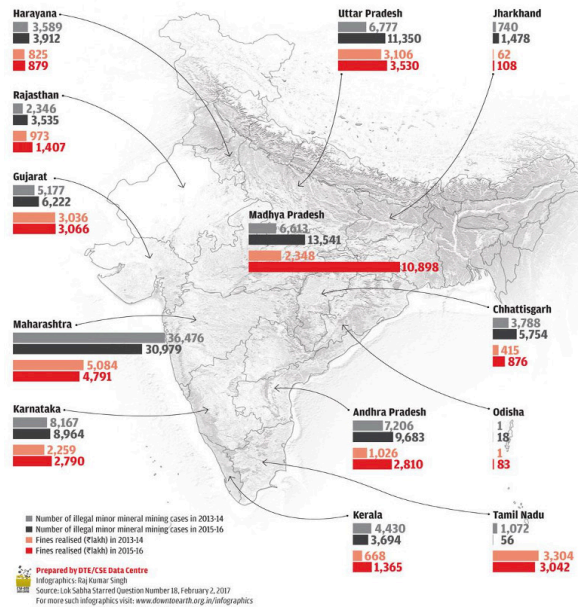 Harayana
3,589
3,912
825
879
Uttar Pradesh
6,777
11,350
3,106
3,530
Jharkhand
740
1,478
62
108
Rajasthan
2,346
3,535
973
1,407
Gujarat
5,177
6,222
3,036
3,066
Madhya Pradesh
6,613
13,541
2,348
10,898
Maharashtra
36,476
30,979
5,084
4,791
Chhattisgarh
3,788
5,754
415
876
Karnataka
8,167
8,964
2,259
2,790
Andhra Pradesh
7,206
9,683
1,026
2,810
Odisha
1
18
1
83
Kerala
4,430
3,694
668
1,365
Tamil Nadu
1,072
56
3,304
3,042
Number of illegal minor mineral mining cases in 2013-14
Number of illegal minor mineral mining cases in 2015-16
Fines realised (₹lakh) in 2013-14
Fines realised (₹lakh) in 2015-16
Prepared by DTE/CSE Data Centre
Infographics: Raj Kumar Singh
Source: Lok Sabha Starred Question Number 18, February 2, 2017
For more such infographics visit: www.downtoearth.org.in/infographics